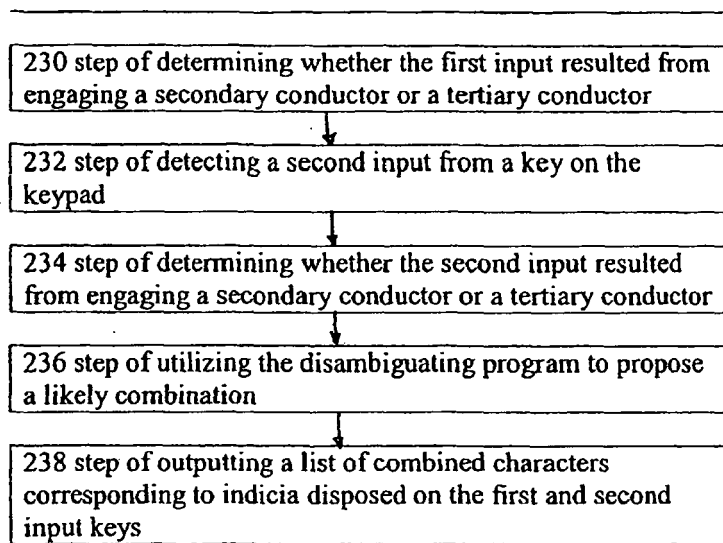 230 step of determining whether the first input resulted from
engaging a secondary conductor or a tertiary conductor
232 step of detecting a second input from a key on the
keypad
234 step of determining whether the second input resulted
from engaging a secondary conductor or a tertiary conductor
236 step of utilizing the disambiguating program to propose
a likely combination
238 step of outputting a list of combined characters
corresponding to indicia disposed on the first and second
input keys